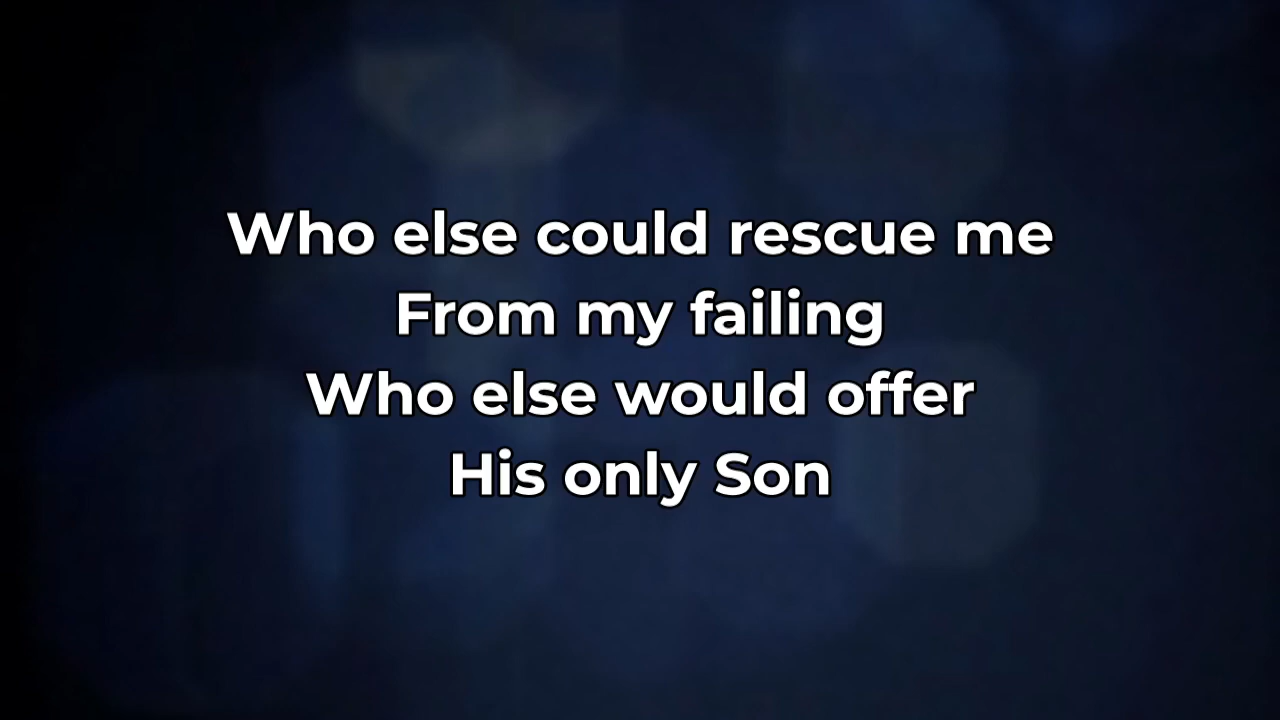 Who else could rescue me
From my failing
Who else would offer
His only Son